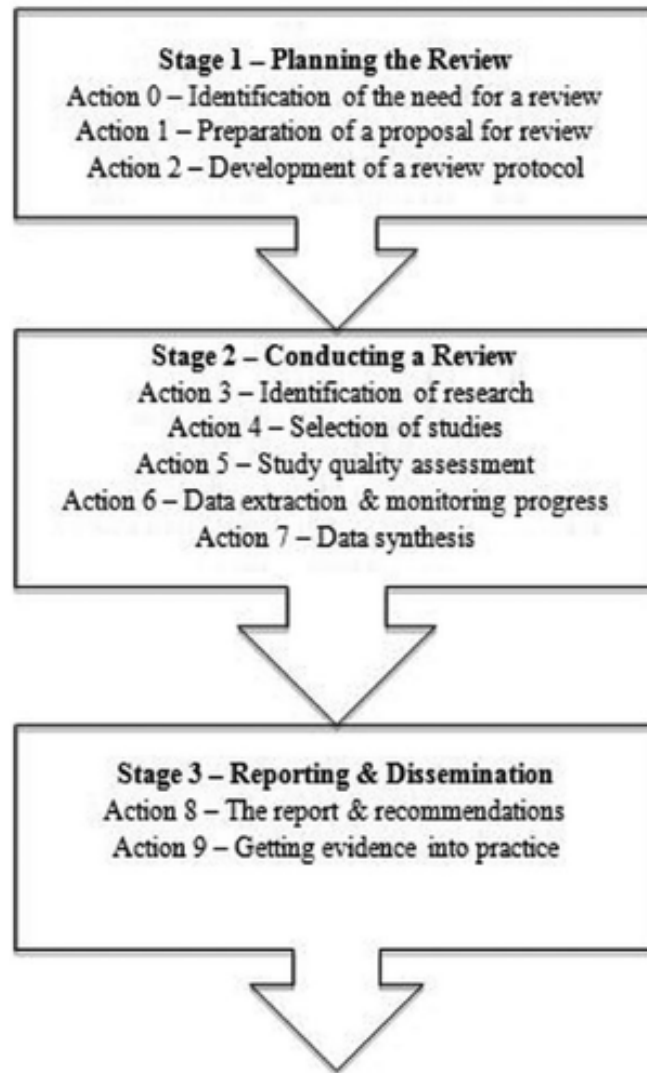 Stage 1 – Planning the Review
Action 0 – Identification of the need for a review
Action 1 – Preparation of a proposal for review
Action 2 – Development of a review protocol
Stage 2 – Conducting a Review
Action 3 – Identification of research
Action 4 – Selection of studies
Action 5 – Study quality assessment
Action 6 – Data extraction & monitoring progress
Action 7 – Data synthesis
Stage 3 – Reporting & Dissemination
Action 8 – The report & recommendations
Action 9 – Getting evidence into practice